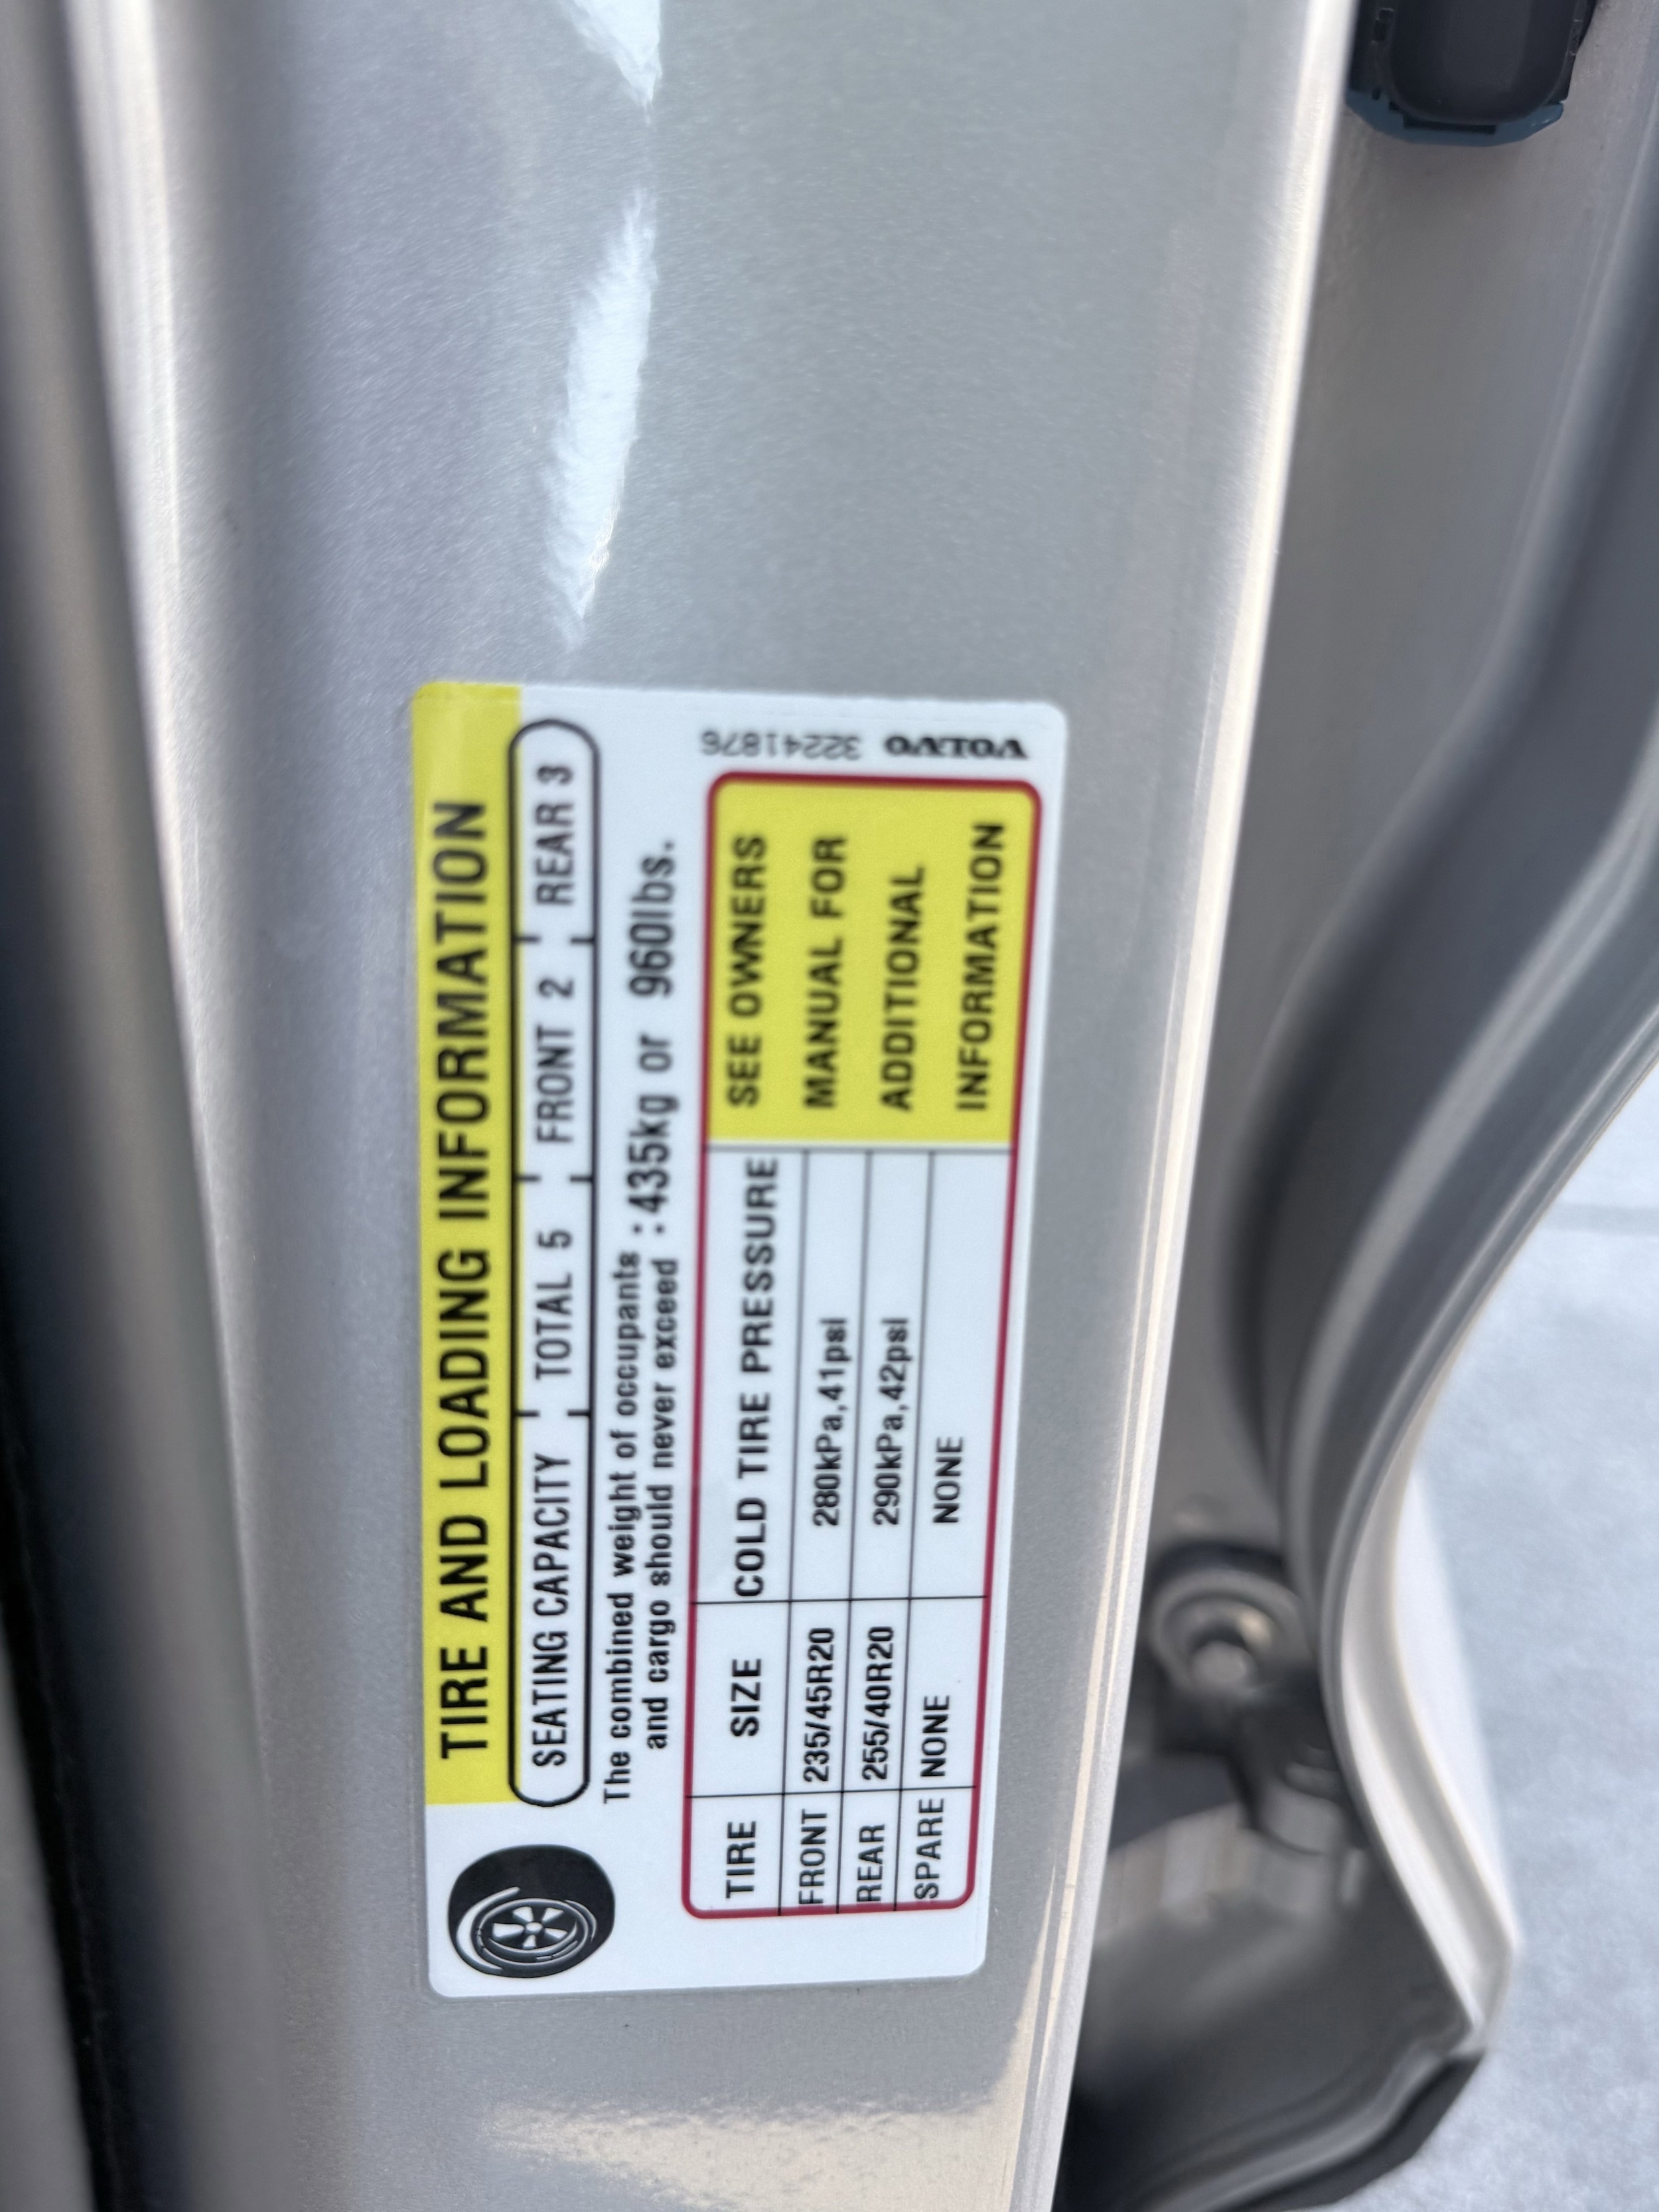 TIRE AND LOADING INFORMATION
SEATING CAPACITY TOTAL 5 FRONT 2 REAR 3
The combined weight of occupants
and cargo should never exceed : 435kg or 960lbs.
TIRE SIZE COLD TIRE PRESSURE
FRONT 235/45R20 280kPa,41psi
REAR 255/40R20 290kPa,42psi
SPARE NONE NONE
SEE OWNERS
MANUAL FOR
ADDITIONAL
INFORMATION
VOLVO 32241876